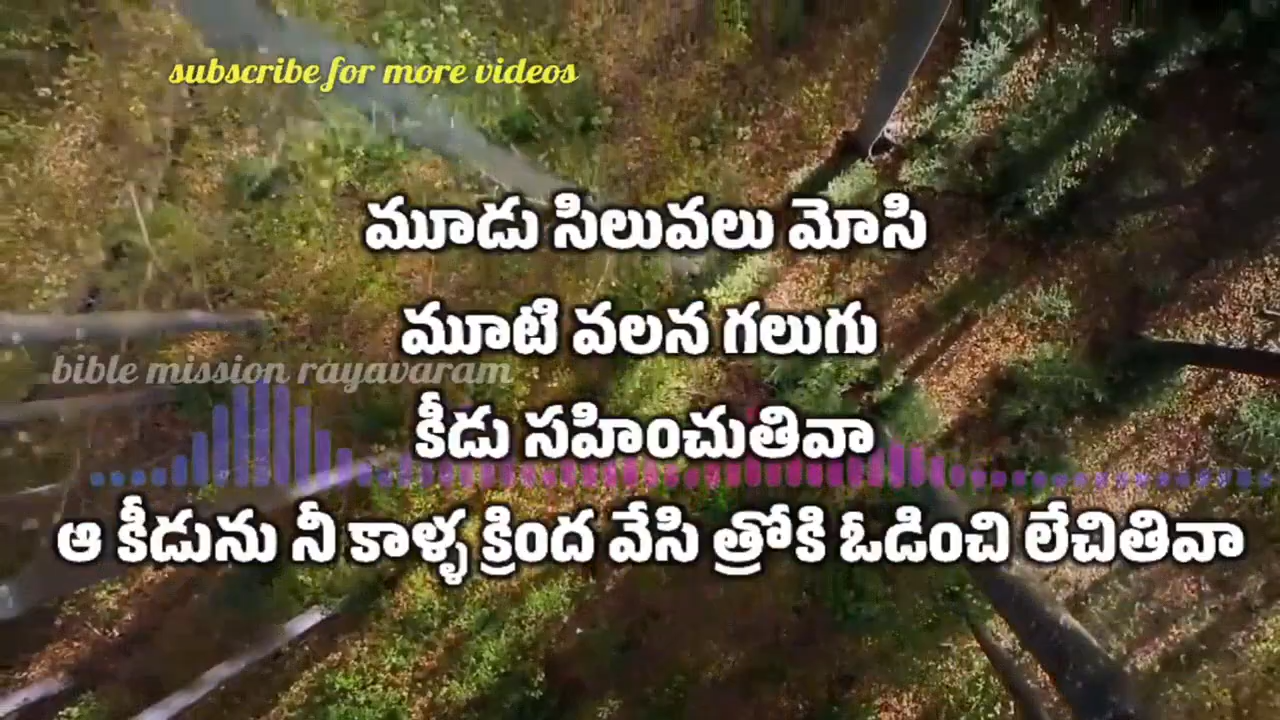 subscribe for more videos
మూడు సిలువలు మోసి
మూటి వలన గలుగు
bible mission rayavaram
కీడు సహించుతివా
ఆ కీడును నీ కాళ్ళ క్రింద వేసి త్రోకి ఓడించి లేచితివా